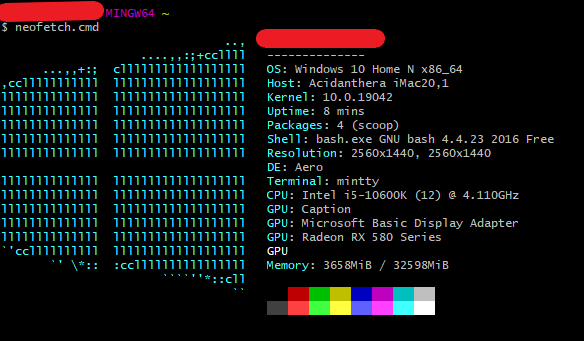 MINGW64 ~
$ neofetch.cmd
..,
....,,:;+ccllll
...,,+:;  cllllllllllllllllll
,cclllllllllll  lllllllllllllllllll
llllllllllllll  lllllllllllllllllll
llllllllllllll  lllllllllllllllllll
llllllllllllll  lllllllllllllllllll
llllllllllllll  lllllllllllllllllll
llllllllllllll  lllllllllllllllllll
llllllllllllll  lllllllllllllllllll
llllllllllllll  lllllllllllllllllll
llllllllllllll  lllllllllllllllllll
llllllllllllll  lllllllllllllllllll
llllllllllllll  lllllllllllllllllll
`'ccllllllllll  lllllllllllllllllll
`' \*::  :ccllllllllllllllll
````''*::cll
``
--------------
OS: Windows 10 Home N x86_64
Host: Acidanthera iMac20,1
Kernel: 10.0.19042
Uptime: 8 mins
Packages: 4 (scoop)
Shell: bash.exe GNU bash 4.4.23 2016 Free
Resolution: 2560x1440, 2560x1440
DE: Aero
Terminal: mintty
CPU: Intel i5-10600K (12) @ 4.110GHz
GPU: Caption
GPU: Microsoft Basic Display Adapter
GPU: Radeon RX 580 Series
GPU
Memory: 3658MiB / 32598MiB